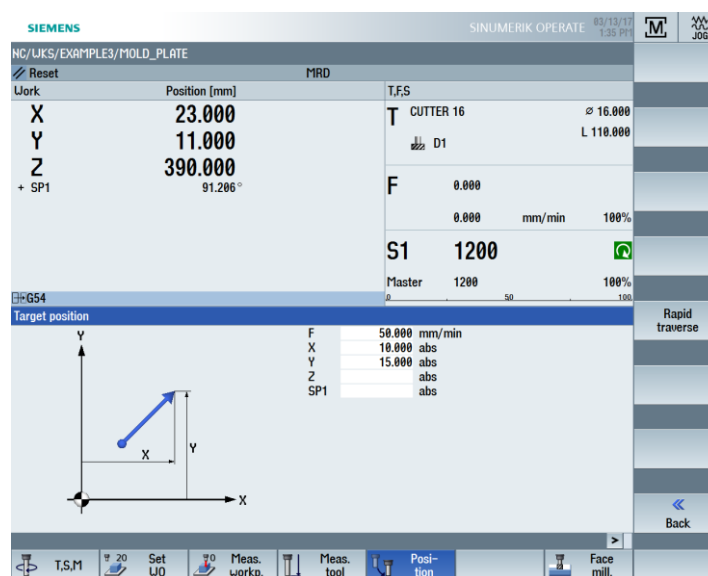 SIEMENS
SINUMERIK OPERATE 03/13/17
1:35 PM
M
JOG
NC/WKS/EXAMPLE3/MOLD_PLATE
Reset MRD
Work Position [mm] T,F,S
X 23.000
Y 11.000
Z 390.000
+ SP1 91.206°
T CUTTER 16 ø 16.000
L 110.000
D1
F 0.000
0.000 mm/min 100%
S1 1200
Master 1200 100%
0 50 100
G54
Target position
F 50.000 mm/min
X 10.000 abs
Y 15.000 abs
Z abs
SP1 abs
Y
X
Y
X
Rapid
traverse
«
Back
>
T,S,M
Set
WO
Meas.
workp.
Meas.
tool
Posi-
tion
Face
mill.